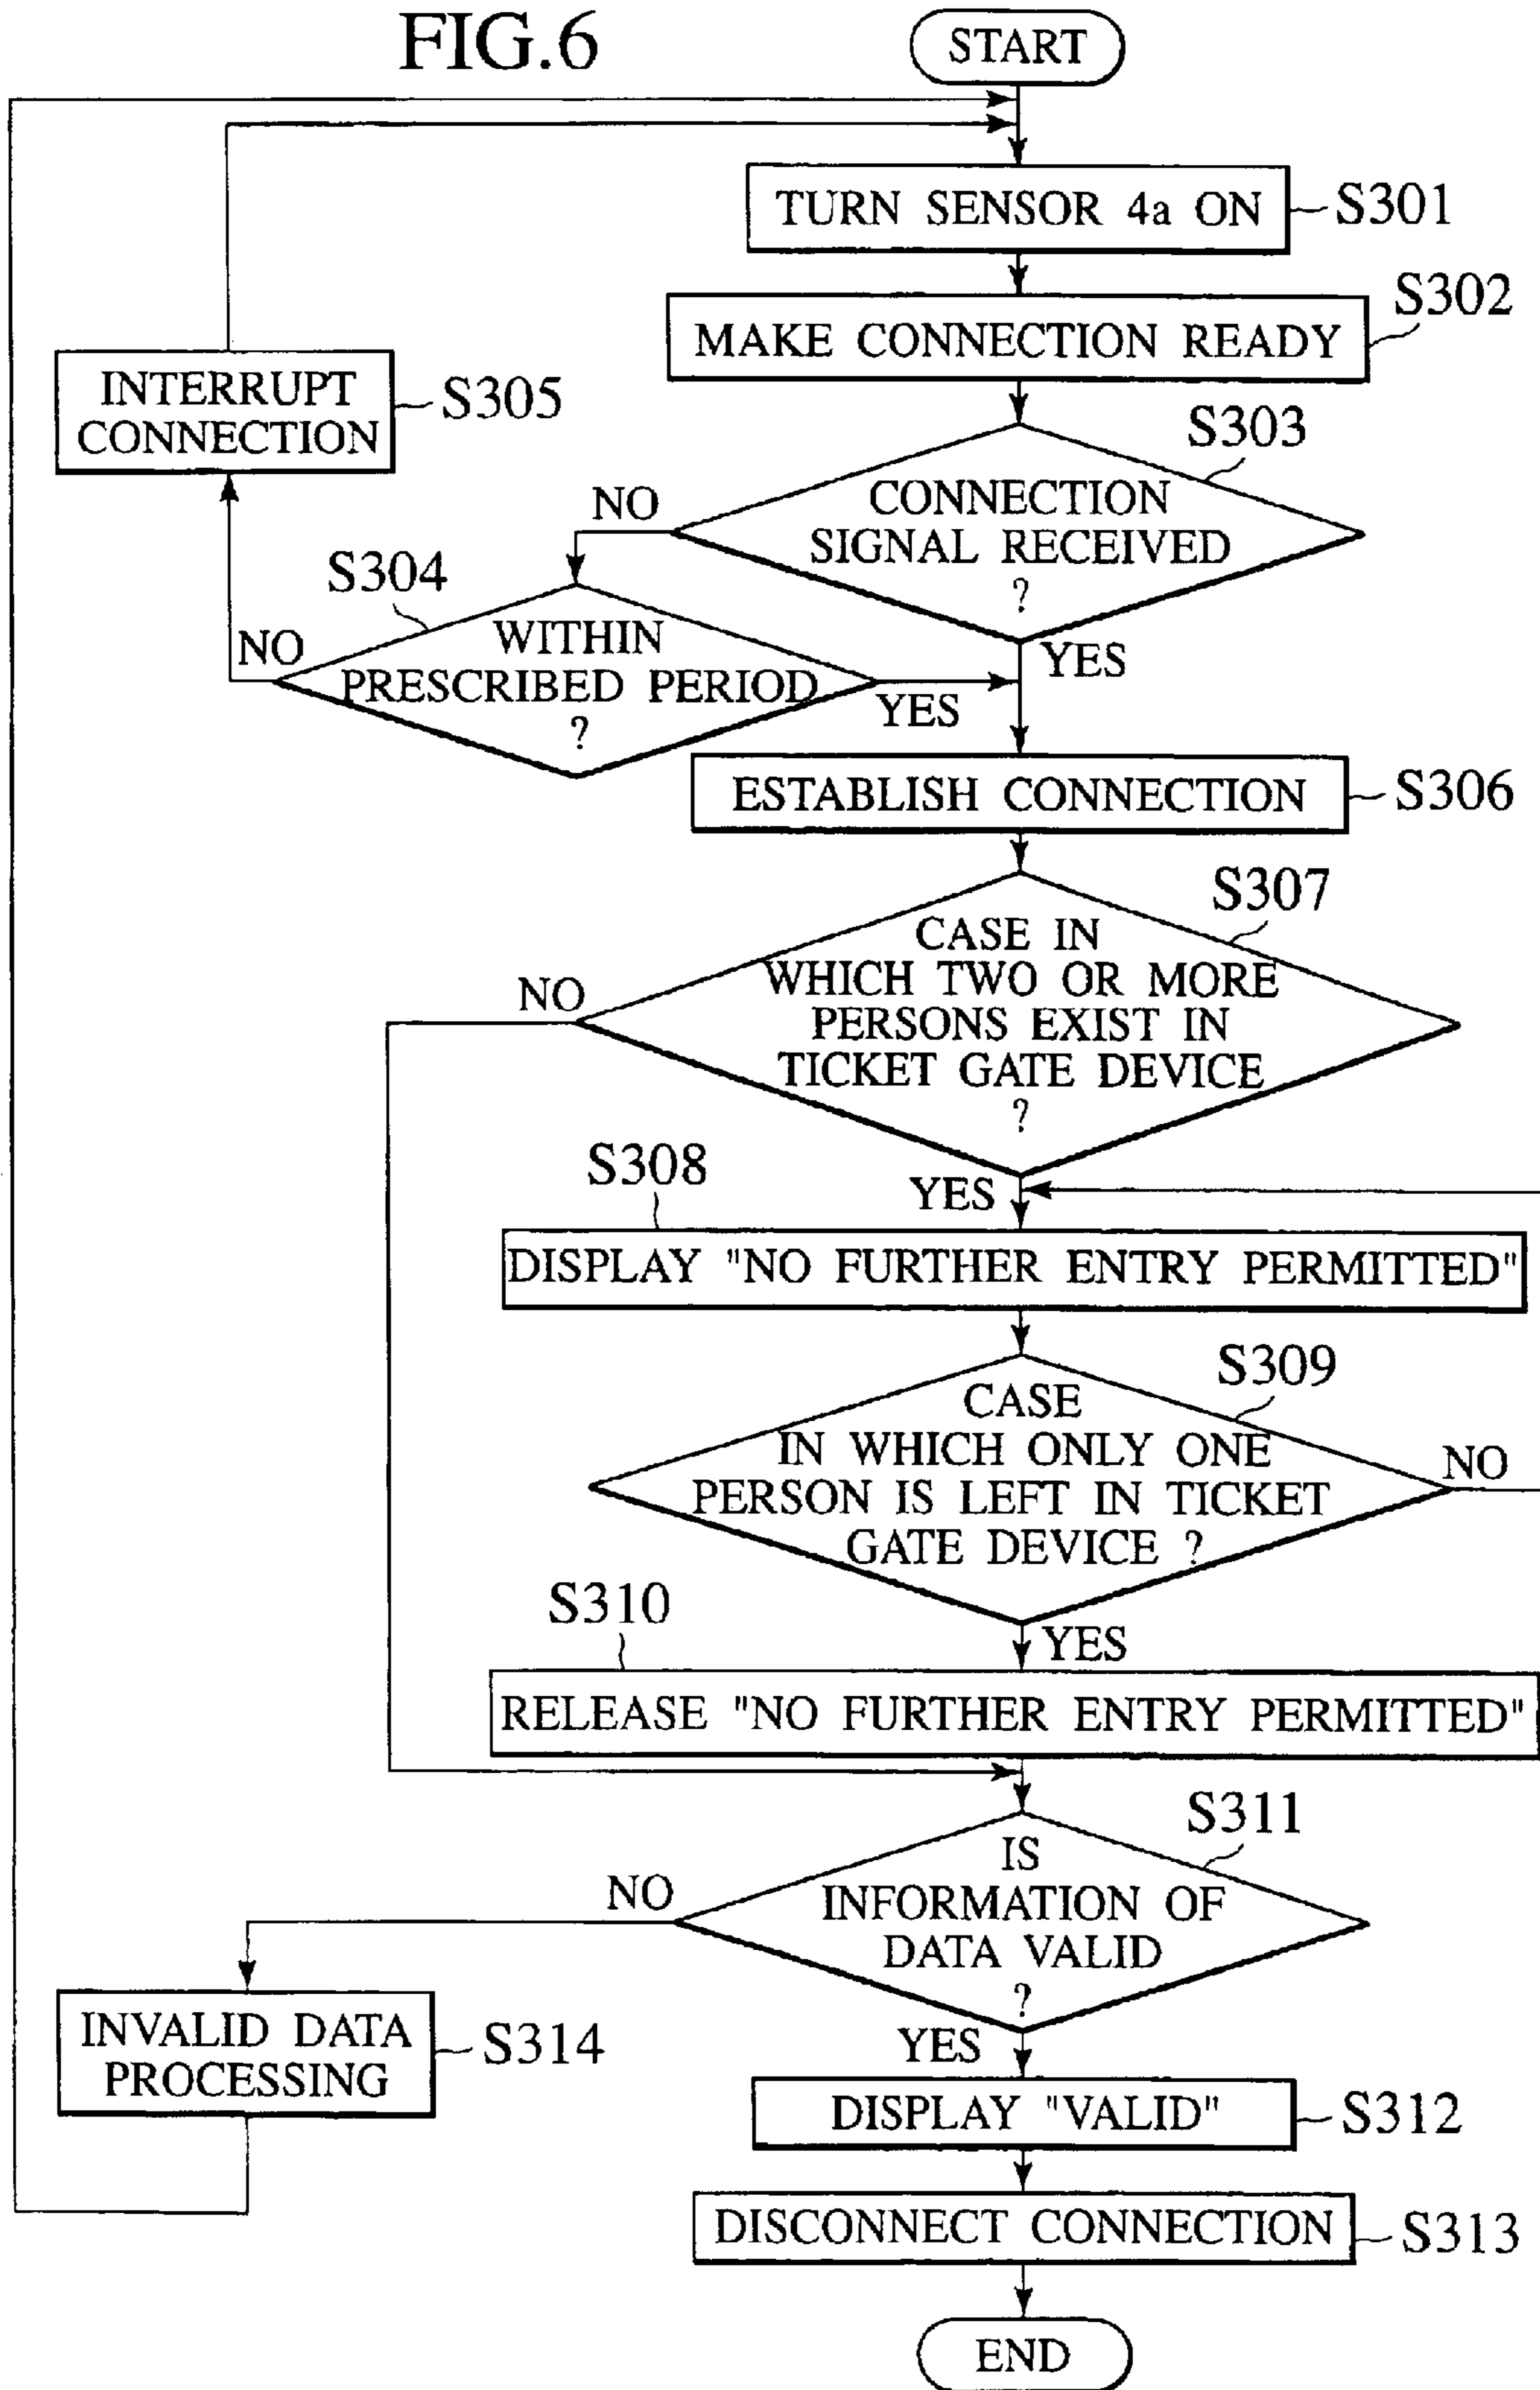 FIG.6
START
TURN SENSOR 4a ON
S301
MAKE CONNECTION READY
S302
INTERRUPT
CONNECTION
S305
S303
CONNECTION
SIGNAL RECEIVED
?
NO
YES
S304
WITHIN
PRESCRIBED PERIOD
?
NO
YES
ESTABLISH CONNECTION
S306
S307
CASE IN
WHICH TWO OR MORE
PERSONS EXIST IN
TICKET GATE DEVICE
?
NO
YES
S308
DISPLAY "NO FURTHER ENTRY PERMITTED"
S309
CASE
IN WHICH ONLY ONE
PERSON IS LEFT IN TICKET
GATE DEVICE ?
NO
YES
S310
RELEASE "NO FURTHER ENTRY PERMITTED"
S311
IS
INFORMATION OF
DATA VALID
?
NO
YES
INVALID DATA
PROCESSING
S314
DISPLAY "VALID"
S312
DISCONNECT CONNECTION
S313
END